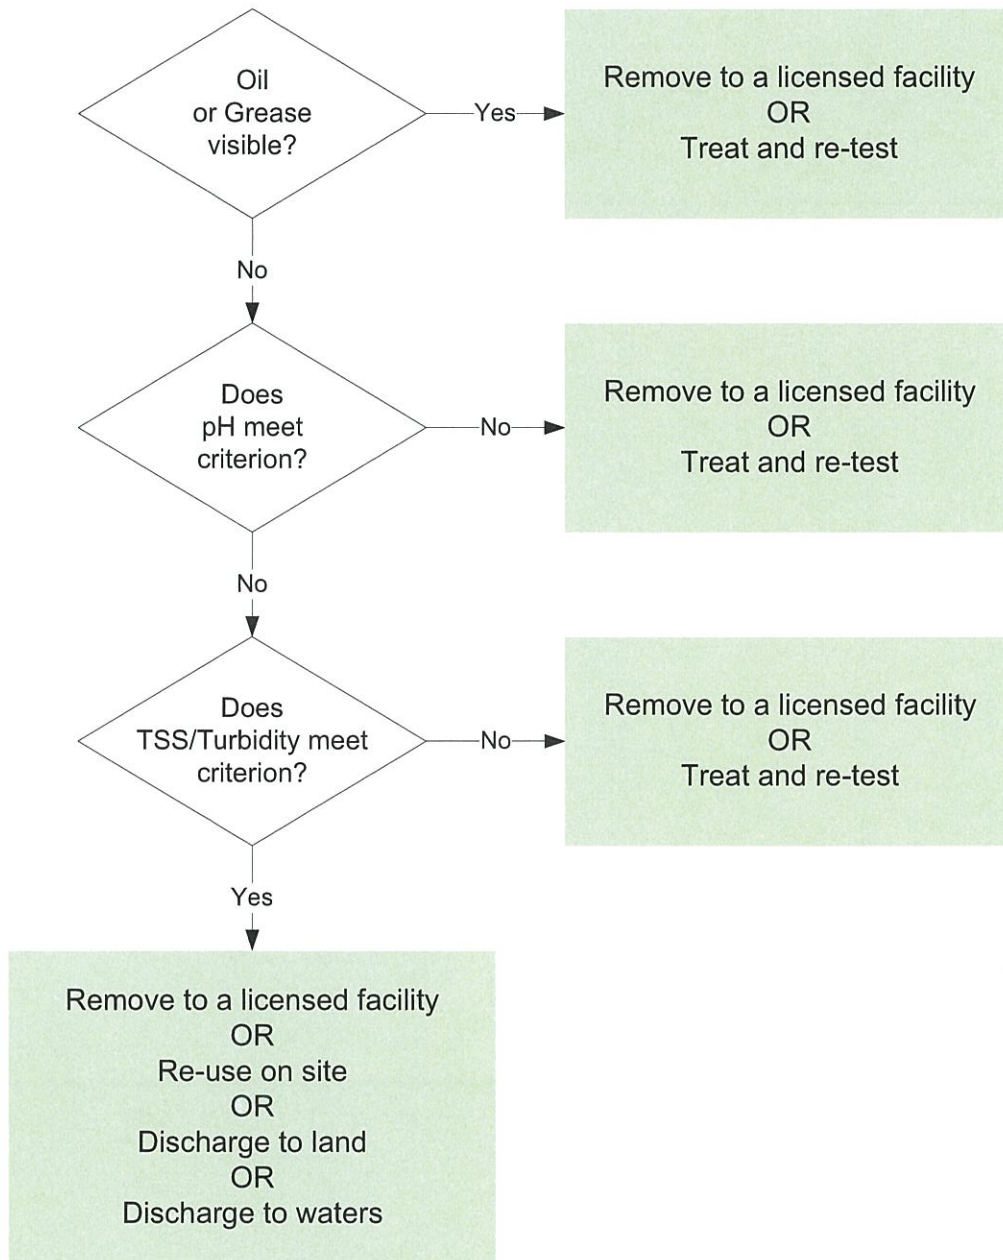 Oil
or Grease
visible?
Yes
Remove to a licensed facility
OR
Treat and re-test
No
Does
pH meet
criterion?
No
Remove to a licensed facility
OR
Treat and re-test
No
Does
TSS/Turbidity meet
criterion?
No
Remove to a licensed facility
OR
Treat and re-test
Yes
Remove to a licensed facility
OR
Re-use on site
OR
Discharge to land
OR
Discharge to waters